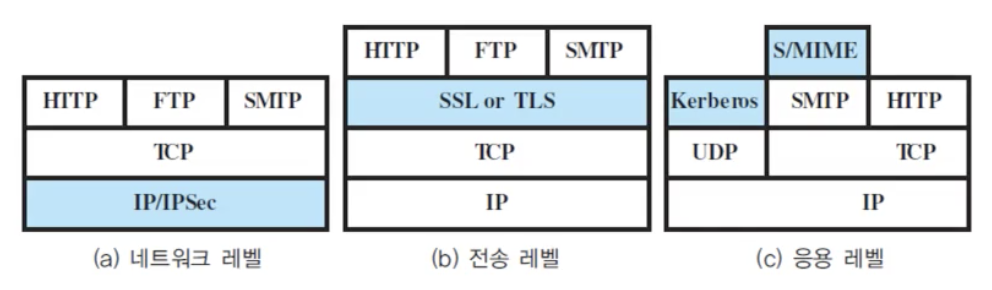 HTTP FTP SMTP
TCP
IP/IPSec
(a) 네트워크 레벨
HTTP FTP SMTP
SSL or TLS
TCP
IP
(b) 전송 레벨
S/MIME
Kerberos SMTP HTTP
UDP TCP
IP
(c) 응용 레벨